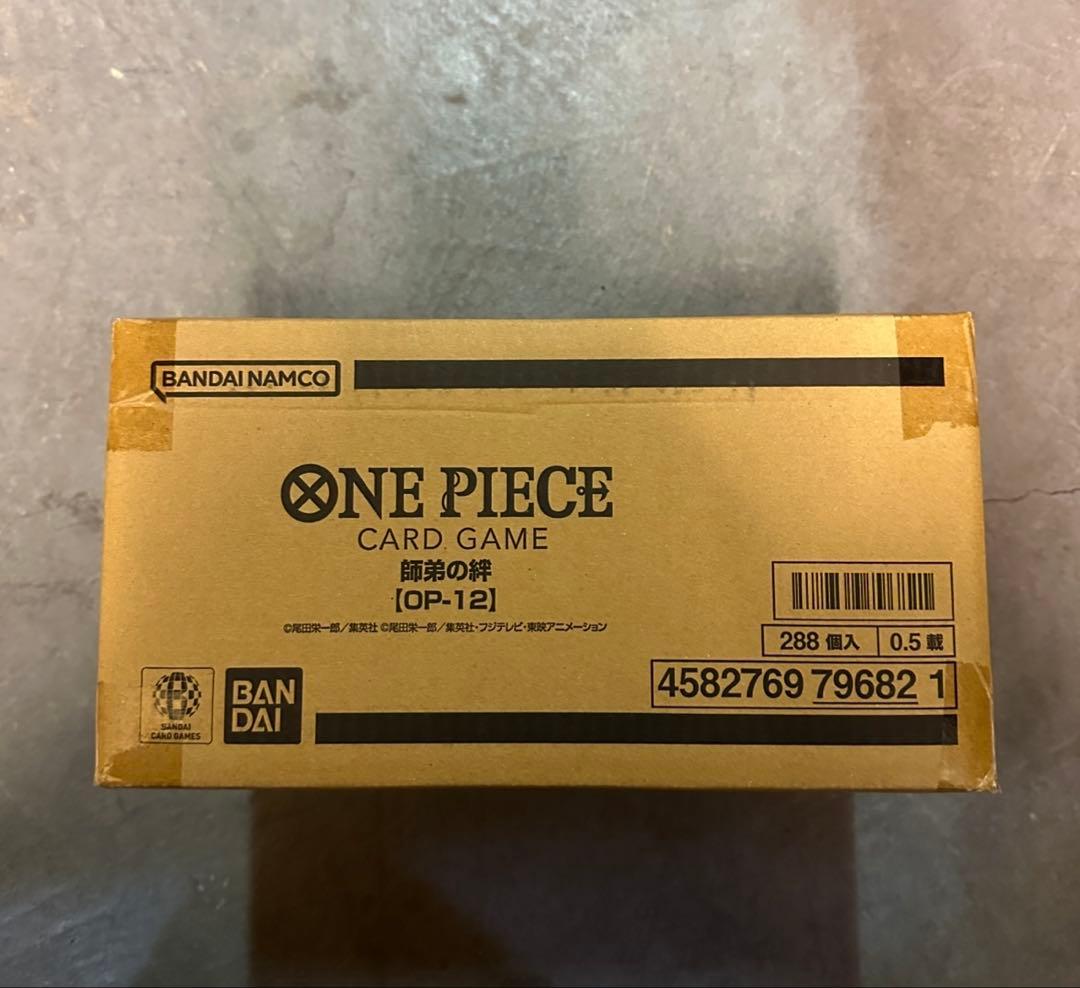 BANDAI NAMCO
ONE PIECE
CARD GAME
師弟の絆
【OP-12】
©尾田栄一郎/集英社 ©尾田栄一郎/集英社・フジテレビ・東映アニメーション
288 個入
0.5 載
4582769 79682 1
BANDAI
CARD GAMES
BAN
DAI